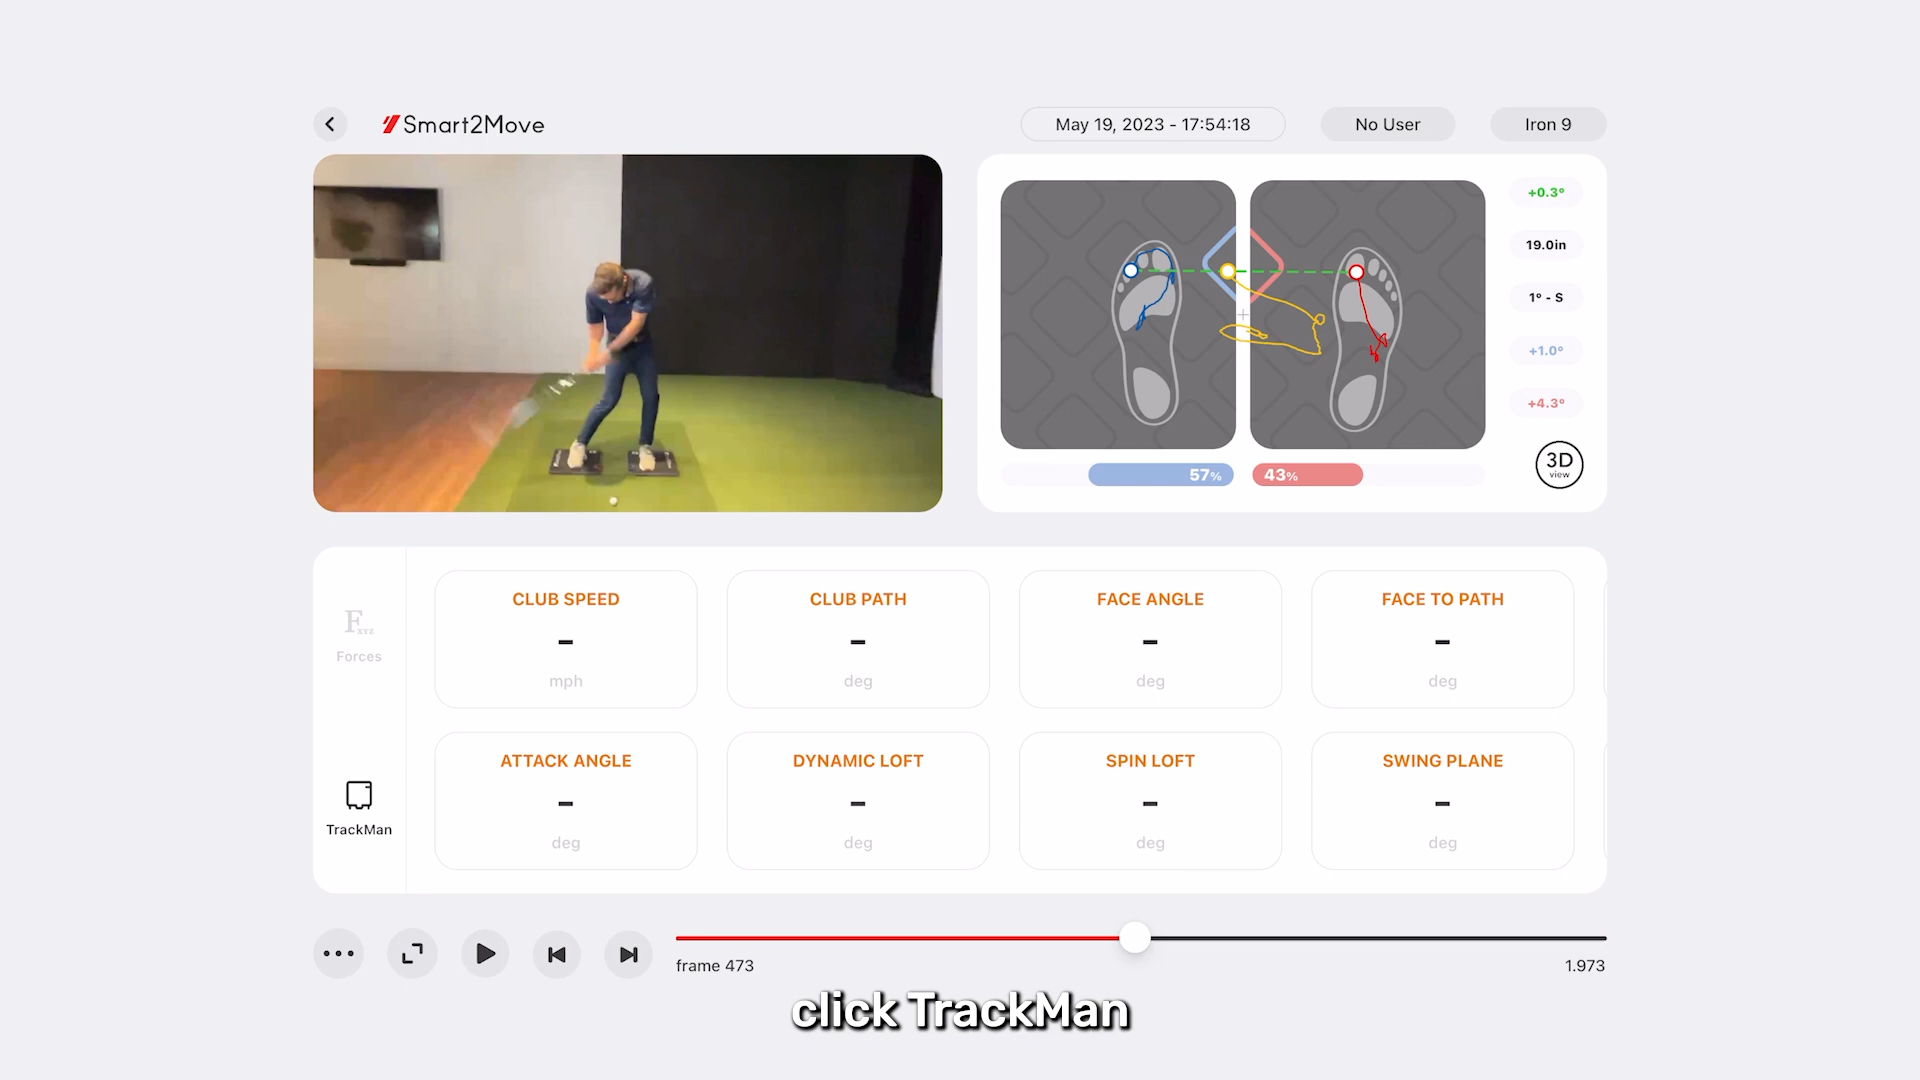 Smart2Move
May 19, 2023 - 17:54:18
No User
Iron 9
+0.3°
19.0in
1° - S
+1.0°
+4.3°
57%
43%
3D
view
Fxyz
Forces
TrackMan
CLUB SPEED
-
mph
CLUB PATH
-
deg
FACE ANGLE
-
deg
FACE TO PATH
-
deg
ATTACK ANGLE
-
deg
DYNAMIC LOFT
-
deg
SPIN LOFT
-
deg
SWING PLANE
-
deg
frame 473
1.973
click TrackMan